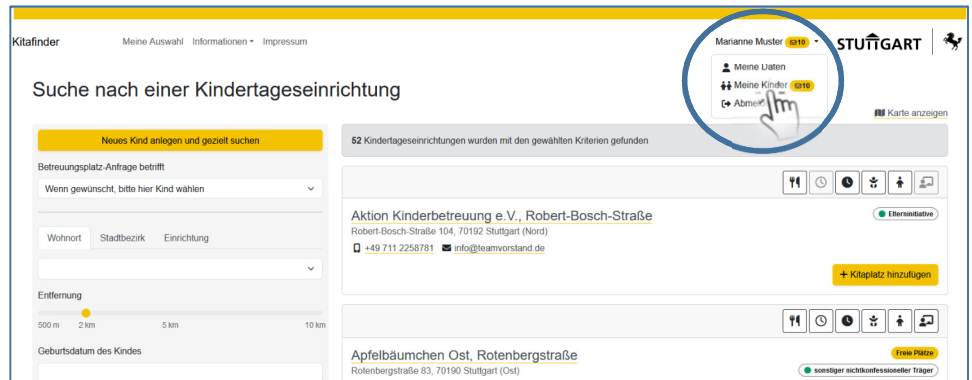 Kitafinder Meine Auswahl Informationen Impressum Marianne Muster 10 STUTTGART
Meine Daten
Meine Kinder 10
Suche nach einer Kindertageseinrichtung
Karte anzeigen
Neues Kind anlegen und gezielt suchen
52 Kindertageseinrichtungen wurden mit den gewählten Kriterien gefunden
Betreuungsplatz-Anfrage betrifft
Wenn gewünscht, bitte hier Kind wählen
Aktion Kinderbetreuung e.V., Robert-Bosch-Straße
Elterninitiative
Robert-Bosch-Straße 104, 70192 Stuttgart (Nord)
Wohnort Stadtbezirk Einrichtung
+49 711 2258781 info@teamvorstand.de
+ Kitaplatz hinzufügen
Entfernung
500 m 2 km 5 km 10 km
Geburtsdatum des Kindes
Apfelbäumchen Ost, Rotenbergstraße
Freie Plätze
Rotenbergstraße 83, 70190 Stuttgart (Ost)
sonstiger nichtkonfessioneller Träger